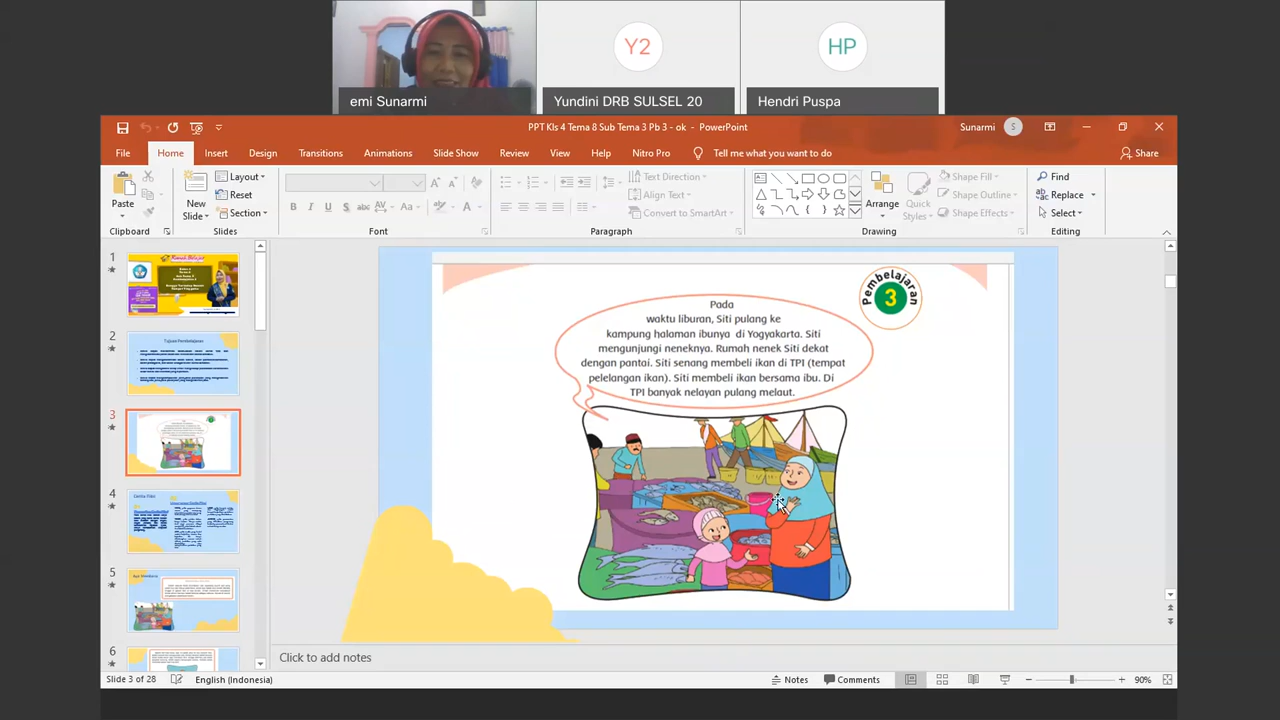 Y2
HP
emi Sunarmi
Yundini DRB SULSEL 20
Hendri Puspa
PPT Kls 4 Tema 8 Sub Tema 3 Pb 3 - ok - PowerPoint
Sunarmi
S
File
Home
Insert
Design
Transitions
Animations
Slide Show
Review
View
Help
Nitro Pro
Tell me what you want to do
Share
Paste
New
Slide
Layout
Reset
Section
Text Direction
Align Text
Convert to SmartArt
Arrange
Quick
Styles
Shape Fill
Shape Outline
Shape Effects
Find
Replace
Select
Clipboard
Slides
Font
Paragraph
Drawing
Editing
1
2
Tujuan Pembelajaran
3
4
5
6
Pembelajaran
3
Pada
waktu liburan, Siti pulang ke
kampung halaman ibunya di Yogyakarta. Siti
mengunjungi neneknya. Rumah nenek Siti dekat
dengan pantai. Siti senang membeli ikan di TPI (tempat
pelelangan ikan). Siti membeli ikan bersama ibu. Di
TPI banyak nelayan pulang melaut.
Click to add notes
Slide 3 of 28
English (Indonesia)
Notes
Comments
90%